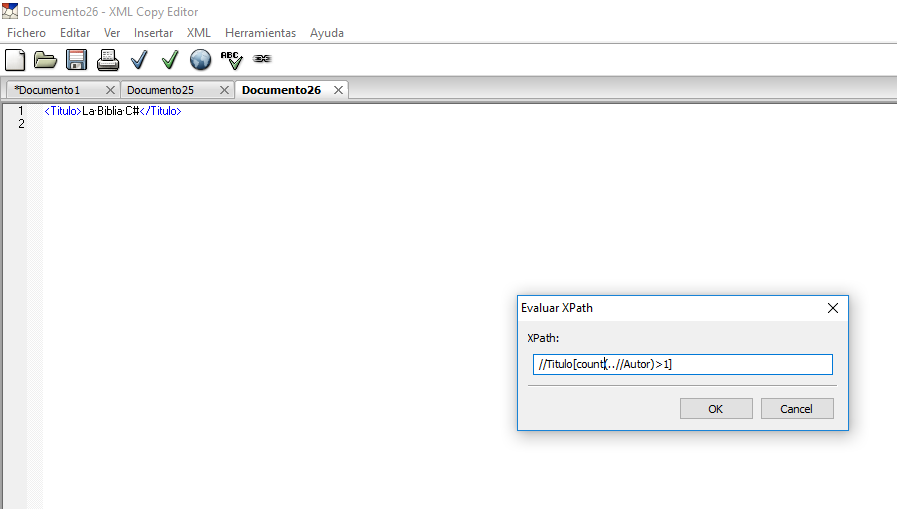 Documento26 - XML Copy Editor
Fichero Editar Ver Insertar XML Herramientas Ayuda
ABC
*Documento1 Documento25 Documento26
1 <Titulo>La·Biblia·C#</Titulo>
2
Evaluar XPath
XPath:
//Titulo[count(..//Autor)>1]
OK Cancel